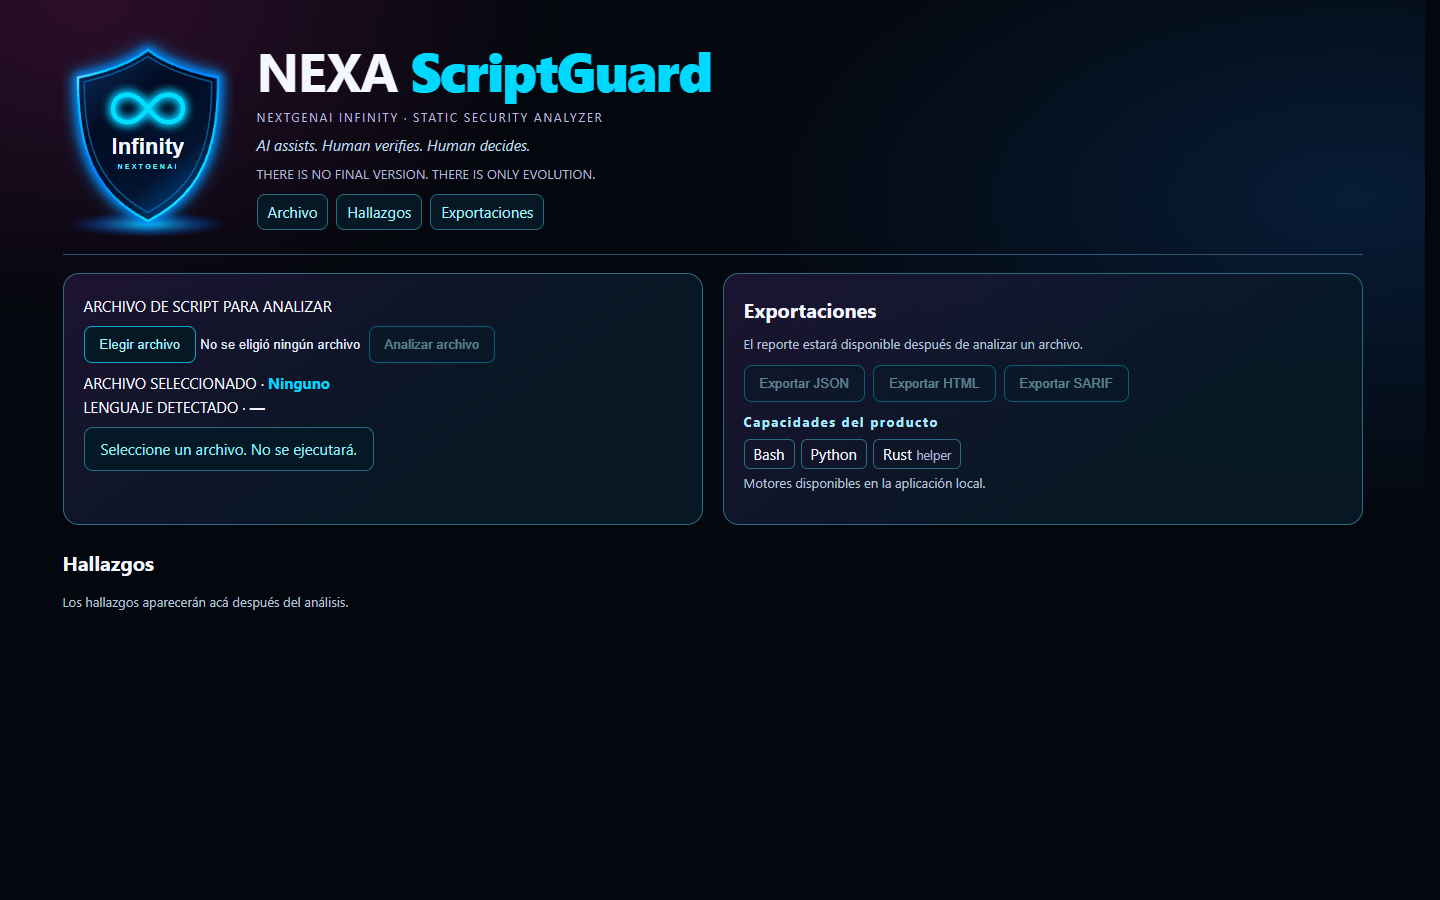 Infinity
NEXTGENAI
NEXA ScriptGuard
NEXTGENAI INFINITY · STATIC SECURITY ANALYZER
AI assists. Human verifies. Human decides.
THERE IS NO FINAL VERSION. THERE IS ONLY EVOLUTION.
Archivo Hallazgos Exportaciones
ARCHIVO DE SCRIPT PARA ANALIZAR
Elegir archivo No se eligió ningún archivo Analizar archivo
ARCHIVO SELECCIONADO · Ninguno
LENGUAJE DETECTADO · —
Seleccione un archivo. No se ejecutará.
Exportaciones
El reporte estará disponible después de analizar un archivo.
Exportar JSON Exportar HTML Exportar SARIF
Capacidades del producto
Bash Python Rust helper
Motores disponibles en la aplicación local.
Hallazgos
Los hallazgos aparecerán acá después del análisis.